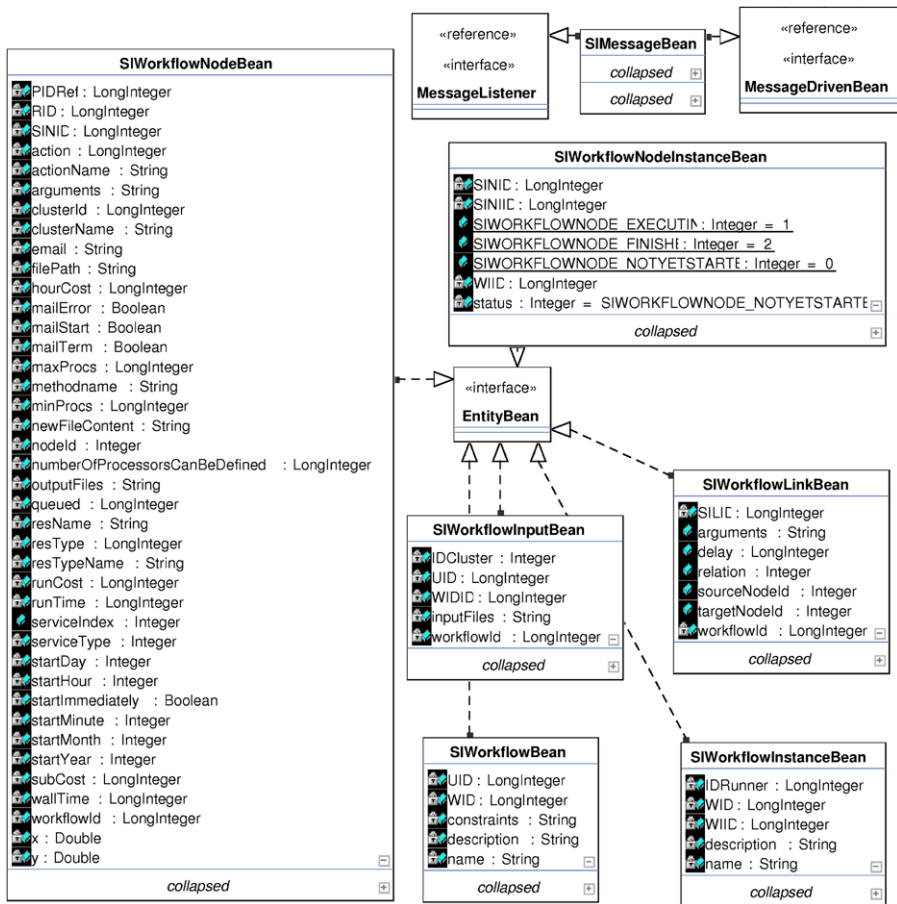 SIWorkflowNodeBean
PIDRef : LongInteger
RID : LongInteger
SINID : LongInteger
action : LongInteger
actionName : String
arguments : String
clusterId : LongInteger
clusterName : String
email : String
filePath : String
hourCost : LongInteger
mailError : Boolean
mailStart : Boolean
mailTerm : Boolean
maxProcs : LongInteger
methodname : String
minProcs : LongInteger
newFileContent : String
nodeId : Integer
numberOfProcessorsCanBeDefined : LongInteger
outputFiles : String
queued : LongInteger
resName : String
resType : LongInteger
resTypeName : String
runCost : LongInteger
runTime : LongInteger
serviceIndex : Integer
serviceType : Integer
startDay : Integer
startHour : Integer
startImmediately : Boolean
startMinute : Integer
startMonth : Integer
startYear : Integer
subCost : LongInteger
wallTime : LongInteger
workflowId : LongInteger
x : Double
y : Double
collapsed
«reference»
«interface»
MessageListener
SIMessageBean
collapsed
collapsed
«reference»
«interface»
MessageDrivenBean
SIWorkflowNodeInstanceBean
SINID : LongInteger
SINIID : LongInteger
SIWORKFLOWNODE_EXECUTIN : Integer = 1
SIWORKFLOWNODE_FINISHE : Integer = 2
SIWORKFLOWNODE_NOTYETSTARTE : Integer = 0
WIID : LongInteger
status : Integer = SIWORKFLOWNODE_NOTYETSTARTE
collapsed
«interface»
EntityBean
SIWorkflowInputBean
IDCluster : Integer
UID : LongInteger
WIDID : LongInteger
inputFiles : String
workflowId : LongInteger
collapsed
SIWorkflowLinkBean
SILID : LongInteger
arguments : String
delay : LongInteger
relation : Integer
sourceNodeId : Integer
targetNodeId : Integer
workflowId : LongInteger
collapsed
SIWorkflowBean
UID : LongInteger
WID : LongInteger
constraints : String
description : String
name : String
collapsed
SIWorkflowInstanceBean
IDRunner : LongInteger
WID : LongInteger
WIID : LongInteger
description : String
name : String
collapsed